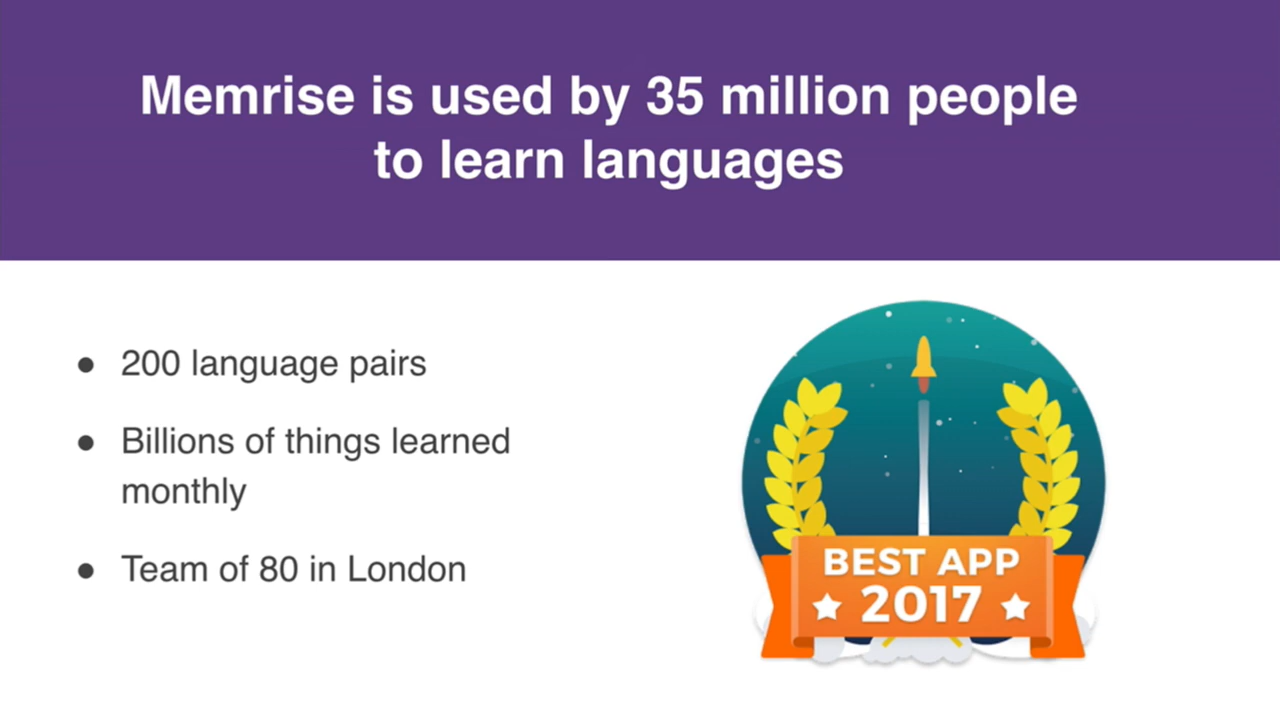 Memrise is used by 35 million people
to learn languages
● 200 language pairs
● Billions of things learned
monthly
● Team of 80 in London
BEST APP
2017